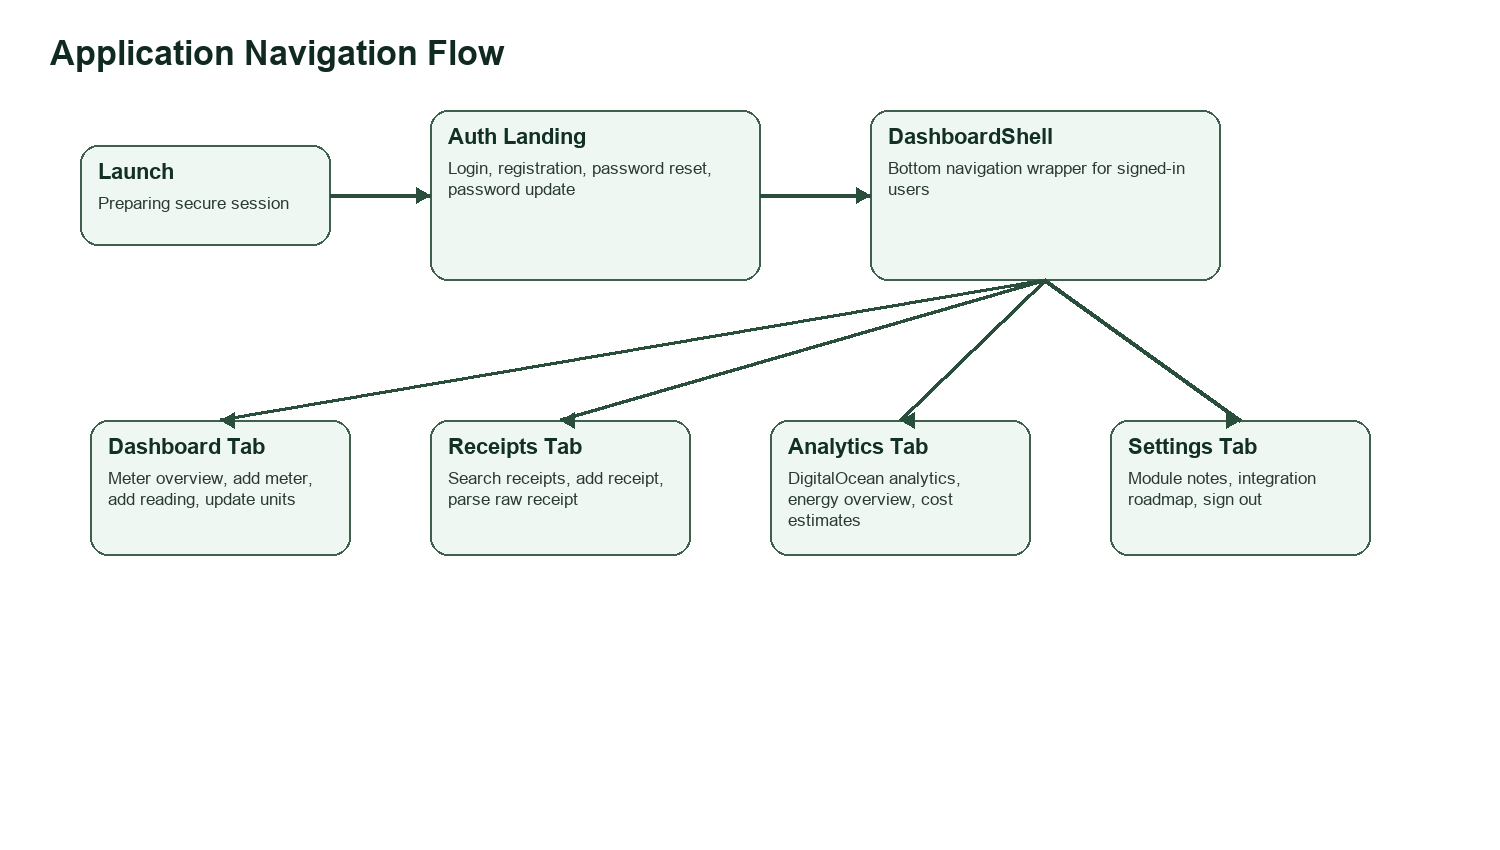 Application Navigation Flow
Launch
Preparing secure session
Auth Landing
Login, registration, password reset,
password update
DashboardShell
Bottom navigation wrapper for signed-in
users
Dashboard Tab
Meter overview, add meter,
add reading, update units
Receipts Tab
Search receipts, add receipt,
parse raw receipt
Analytics Tab
DigitalOcean analytics,
energy overview, cost
estimates
Settings Tab
Module notes, integration
roadmap, sign out